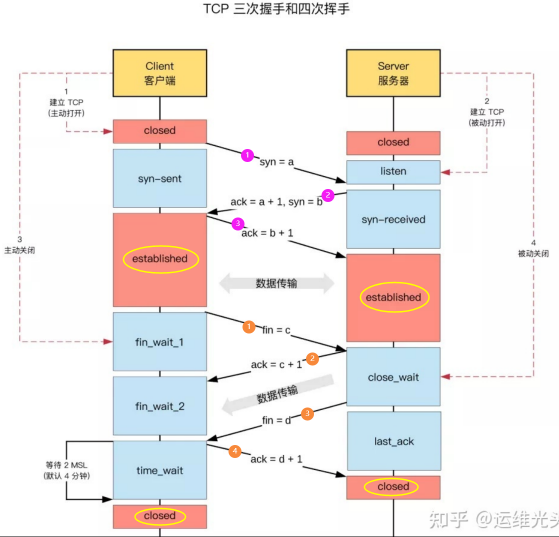 TCP 三次握手和四次挥手
Client
客户端
Server
服务器
1
建立 TCP
(主动打开)
2
建立 TCP
(被动打开)
closed
closed
1
syn = a
listen
syn-sent
2
ack = a + 1, syn = b
syn-received
3
ack = b + 1
3
主动关闭
4
被动关闭
established
数据传输
established
1
fin = c
fin_wait_1
2
ack = c + 1
close_wait
数据传输
fin_wait_2
3
fin = d
last_ack
4
ack = d + 1
等待 2 MSL
(默认 4 分钟)
time_wait
closed
closed
知乎 @运维光头